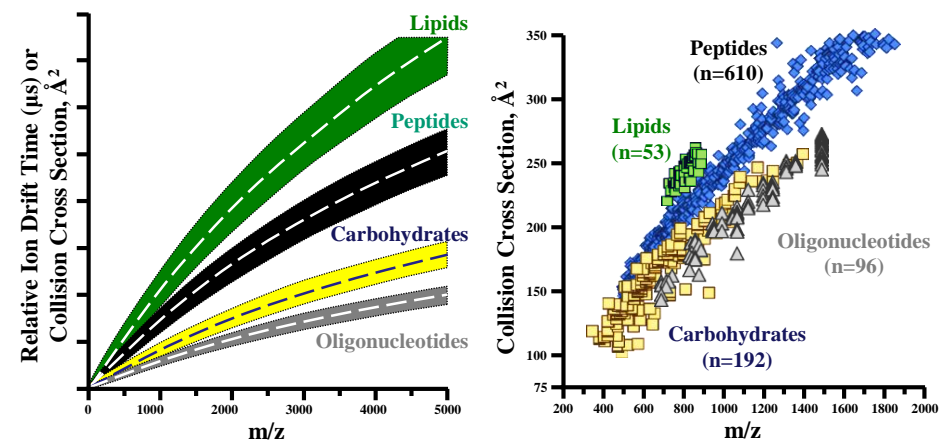 Relative Ion Drift Time (µs) or
Collision Cross Section, Å2
Lipids
Peptides
Carbohydrates
Oligonucleotides
0
1000
2000
3000
4000
5000
m/z
Collision Cross Section, Å2
350
300
250
200
150
100
75
Peptides
(n=610)
Lipids
(n=53)
Oligonucleotides
(n=96)
Carbohydrates
(n=192)
200
400
600
800
1000
1200
1400
1600
1800
2000
m/z